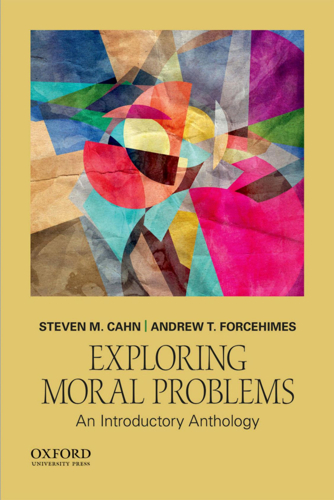 STEVEN M. CAHN | ANDREW T. FORCEHIMES
EXPLORING
MORAL PROBLEMS
An Introductory Anthology
OXFORD
UNIVERSITY PRESS